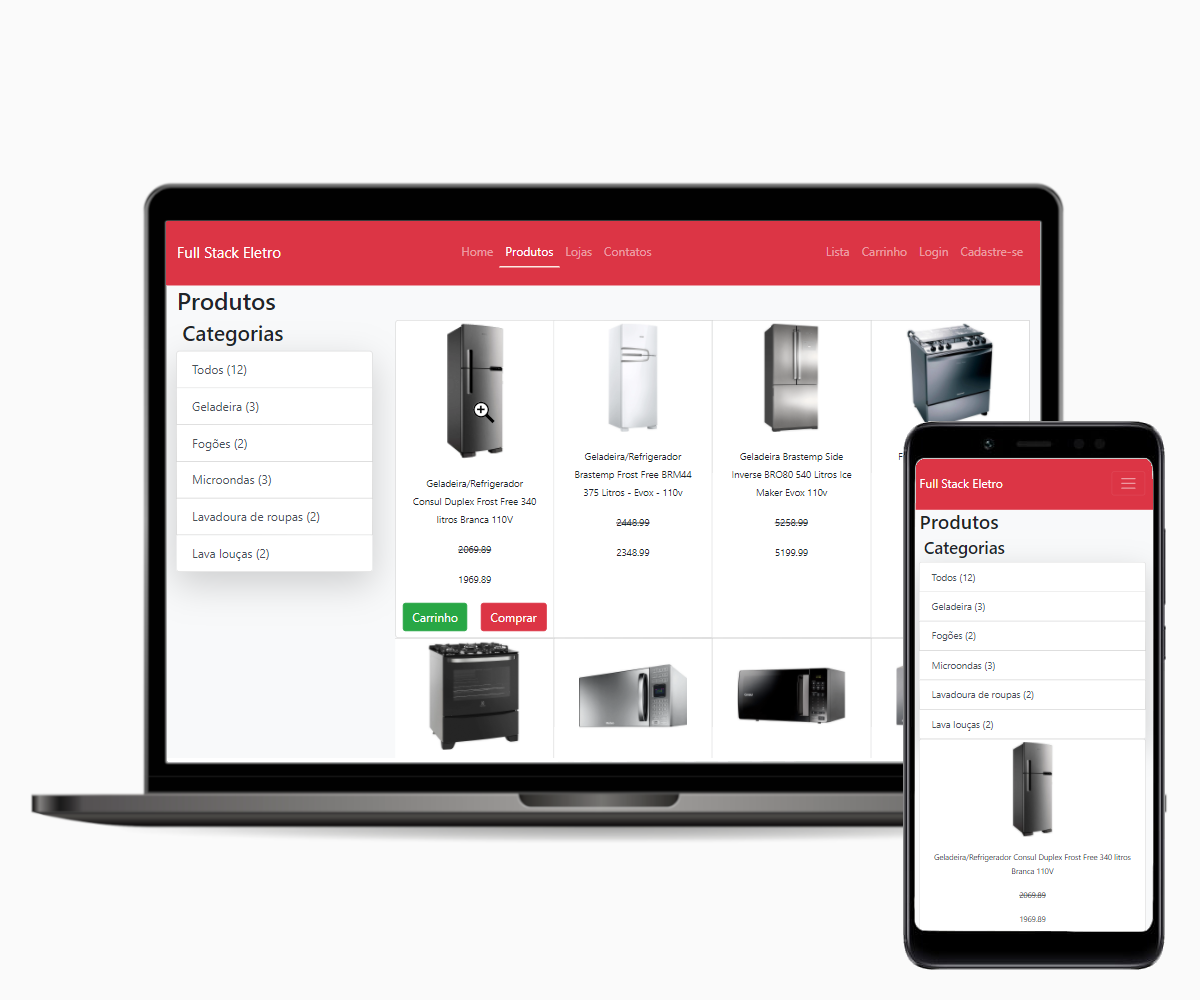 Full Stack Eletro
Home Produtos Lojas Contatos
Lista Carrinho Login Cadastre-se
Produtos
Categorias
Todos (12)
Geladeira (3)
Fogões (2)
Microondas (3)
Lavadoura de roupas (2)
Lava louças (2)
Geladeira/Refrigerador
Consul Duplex Frost Free 340
litros Branca 110V
2069.89
1969.89
Carrinho Comprar
Geladeira/Refrigerador
Brastemp Frost Free BRM44
375 Litros - Evox - 110v
2448.99
2348.99
Geladeira Brastemp Side
Inverse BRO80 540 Litros Ice
Maker Evox 110v
5258.99
5199.99
Full Stack Eletro
Produtos
Categorias
Todos (12)
Geladeira (3)
Fogões (2)
Microondas (3)
Lavadoura de roupas (2)
Lava louças (2)
Geladeira/Refrigerador Consul Duplex Frost Free 340 litros
Branca 110V
2069.89
1969.89